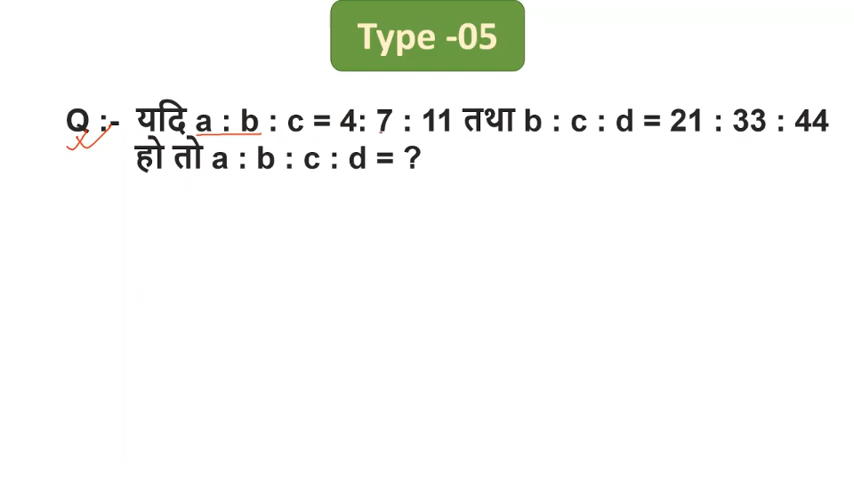 Type -05
Q :- यदि a : b : c = 4: 7 : 11 तथा b : c : d = 21 : 33 : 44
हो तो a : b : c : d = ?